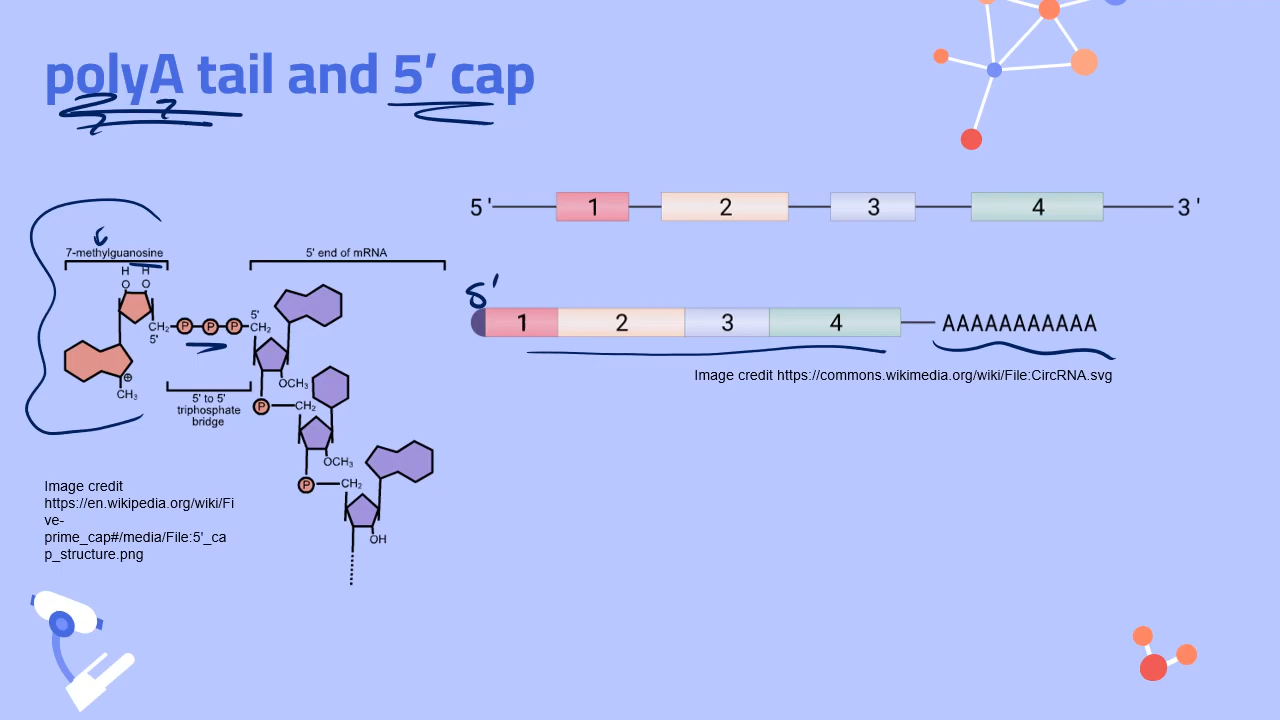 polyA tail and 5′ cap
5' 1 2 3 4 3'
7-methylguanosine
5' end of mRNA
H H
O O
CH₂ P P P CH₂
5'
5'
⊕
CH₃
5' to 5'
triphosphate
bridge
OCH₃
P CH₂
OCH₃
P CH₂
OH
5'
1 2 3 4 AAAAAAAAAAA
Image credit https://commons.wikimedia.org/wiki/File:CircRNA.svg
Image credit
https://en.wikipedia.org/wiki/Fi
ve-
prime_cap#/media/File:5'_ca
p_structure.png